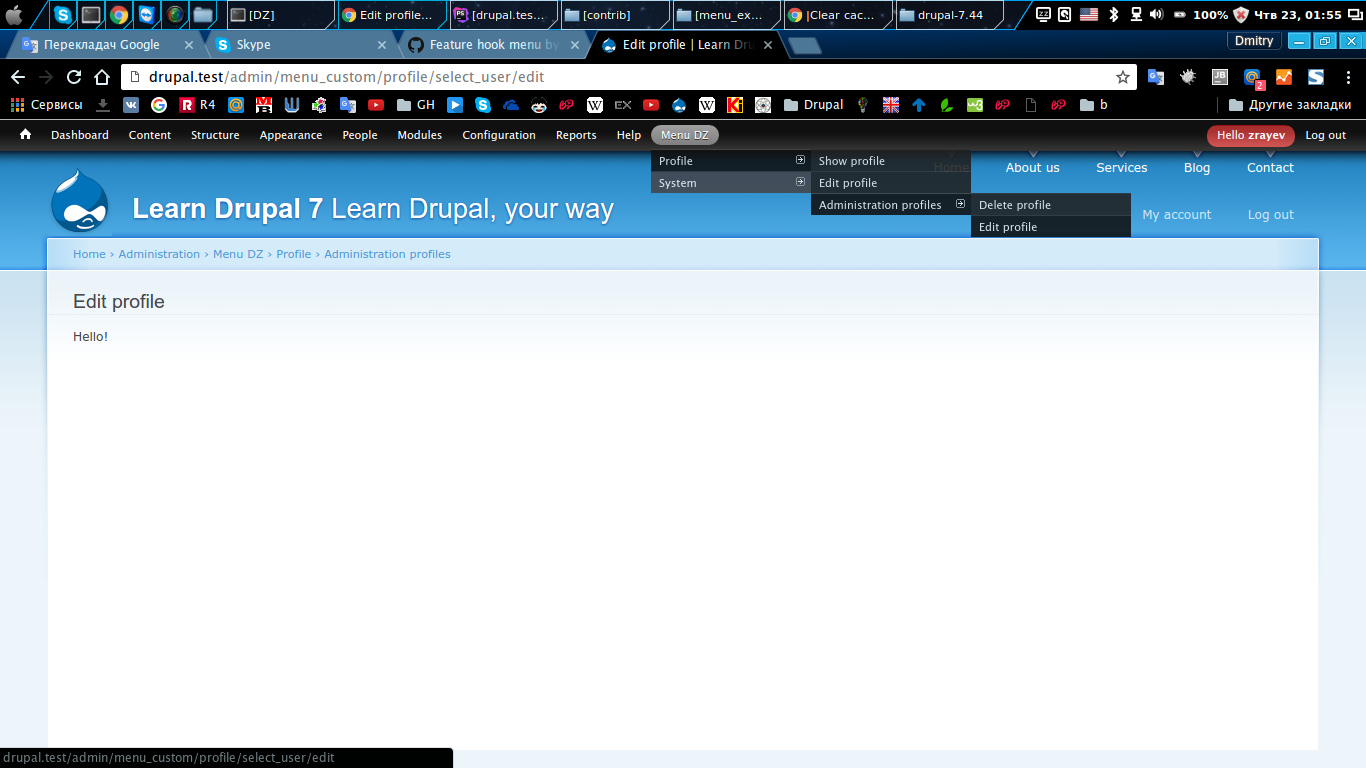 [DZ]
Edit profile...
[drupal.tes...
[contrib]
[menu_ex...
|Clear cac...
drupal-7.44
100%
Чтв 23, 01:55
Перекладач Google
Skype
Feature hook menu by
Edit profile | Learn Dru
Dmitry
drupal.test/admin/menu_custom/profile/select_user/edit
JB
2
Сервисы
R4
GH
EX
Drupal
b
Другие закладки
Dashboard
Content
Structure
Appearance
People
Modules
Configuration
Reports
Help
Menu DZ
Hello zrayev
Log out
Profile
Show profile
Home
About us
Services
Blog
Contact
System
Edit profile
Administration profiles
Delete profile
Edit profile
My account
Log out
Learn Drupal 7 Learn Drupal, your way
Home › Administration › Menu DZ › Profile › Administration profiles
Edit profile
Hello!
drupal.test/admin/menu_custom/profile/select_user/edit